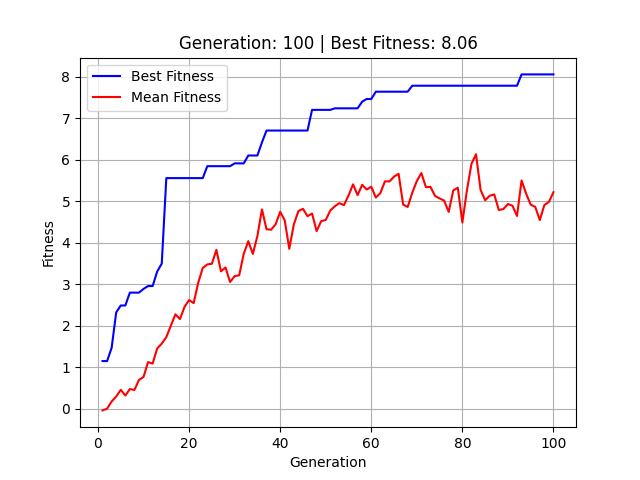 Generation: 100 | Best Fitness: 8.06
Best Fitness
Mean Fitness
8
7
6
5
4
3
2
1
0
Fitness
0 20 40 60 80 100
Generation